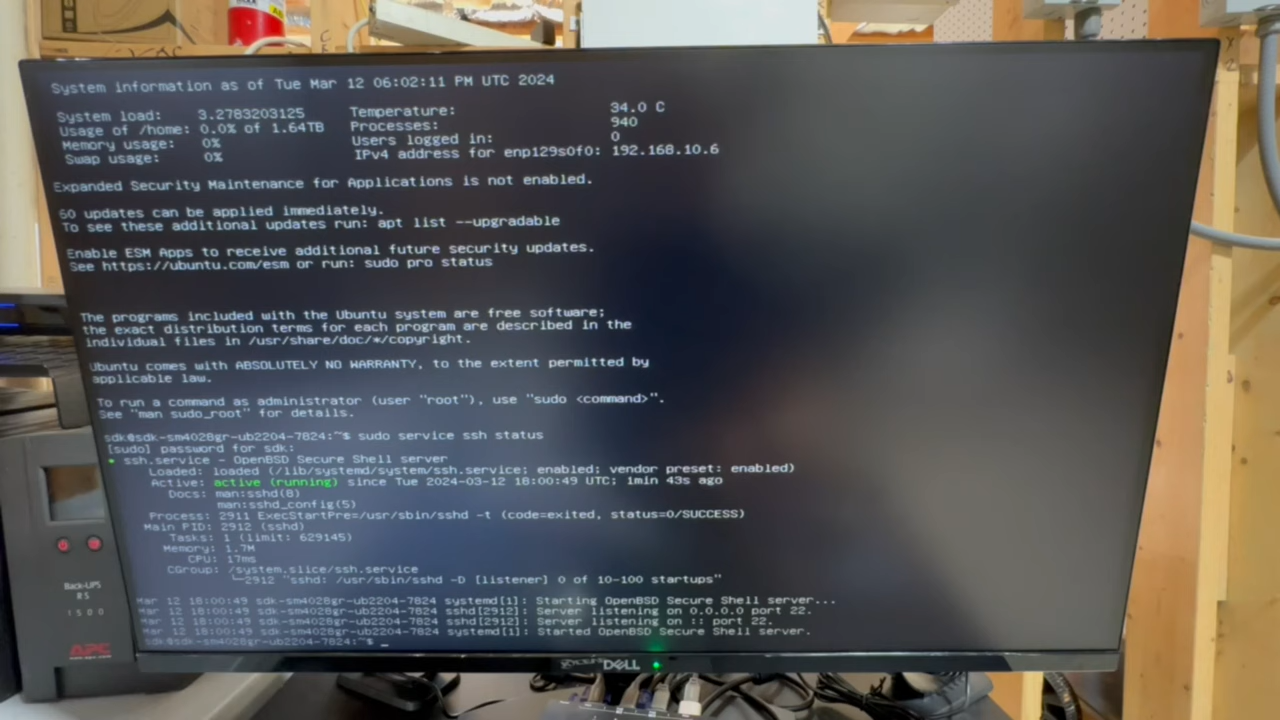 System information as of Tue Mar 12 06:02:11 PM UTC 2024
System load: 3.2783203125 Temperature: 34.0 C
Usage of /home: 0.0% of 1.64TB Processes: 940
Memory usage: 0% Users logged in: 0
Swap usage: 0% IPv4 address for enp129s0f0: 192.168.10.6
Expanded Security Maintenance for Applications is not enabled.
60 updates can be applied immediately.
To see these additional updates run: apt list --upgradable
Enable ESM Apps to receive additional future security updates.
See https://ubuntu.com/esm or run: sudo pro status
The programs included with the Ubuntu system are free software;
the exact distribution terms for each program are described in the
individual files in /usr/share/doc/*/copyright.
Ubuntu comes with ABSOLUTELY NO WARRANTY, to the extent permitted by
applicable law.
To run a command as administrator (user "root"), use "sudo <command>".
See "man sudo_root" for details.
sdk@sdk-sm4028gr-ub2204-7824:~$ sudo service ssh status
[sudo] password for sdk:
● ssh.service - OpenBSD Secure Shell server
Loaded: loaded (/lib/systemd/system/ssh.service; enabled; vendor preset: enabled)
Active: active (running) since Tue 2024-03-12 18:00:49 UTC; 1min 43s ago
Docs: man:sshd(8)
man:sshd_config(5)
Process: 2911 ExecStartPre=/usr/sbin/sshd -t (code=exited, status=0/SUCCESS)
Main PID: 2912 (sshd)
Tasks: 1 (limit: 629145)
Memory: 1.7M
CPU: 17ms
CGroup: /system.slice/ssh.service
└─2912 "sshd: /usr/sbin/sshd -D [listener] 0 of 10-100 startups"
Mar 12 18:00:49 sdk-sm4028gr-ub2204-7824 systemd[1]: Starting OpenBSD Secure Shell server...
Mar 12 18:00:49 sdk-sm4028gr-ub2204-7824 sshd[2912]: Server listening on 0.0.0.0 port 22.
Mar 12 18:00:49 sdk-sm4028gr-ub2204-7824 sshd[2912]: Server listening on :: port 22.
Mar 12 18:00:49 sdk-sm4028gr-ub2204-7824 systemd[1]: Started OpenBSD Secure Shell server.
sdk@sdk-sm4028gr-ub2204-7824:~$ _
Back-UPS
RS
1500
APC
DELL